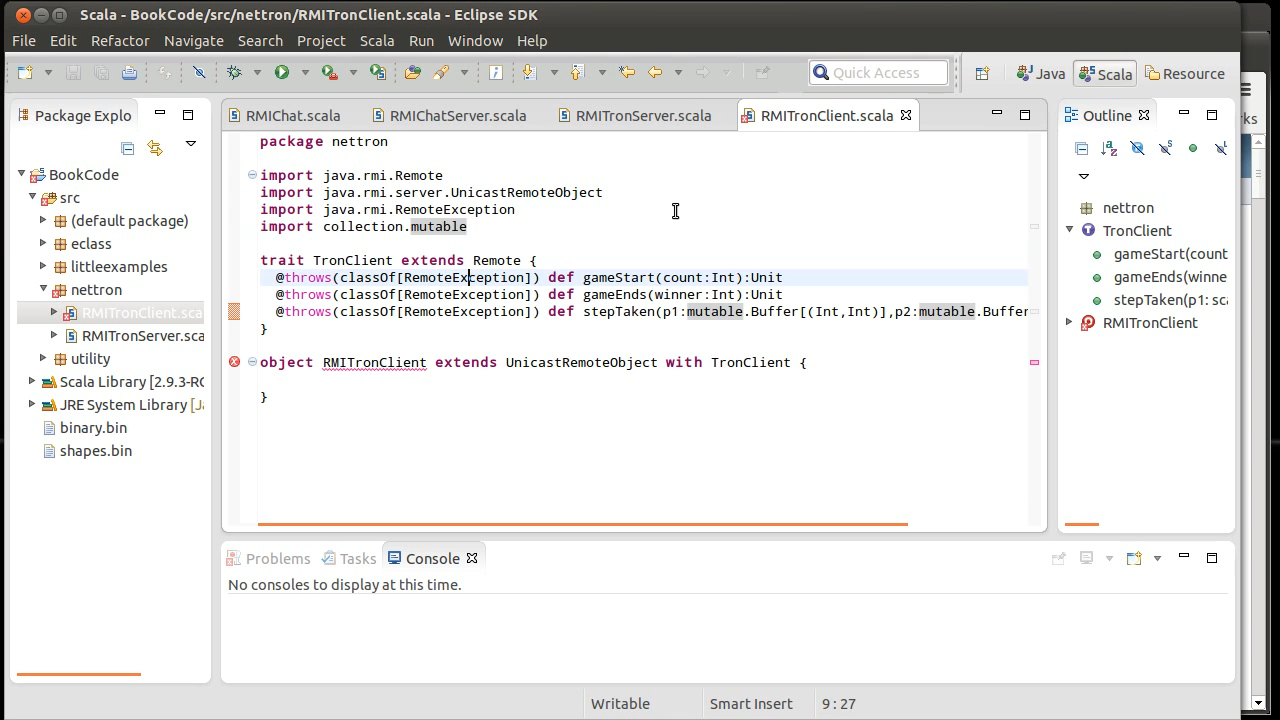 Scala - BookCode/src/nettron/RMITronClient.scala - Eclipse SDK
File Edit Refactor Navigate Search Project Scala Run Window Help
Quick Access
Java
Scala
Resource
Package Explo
RMIChat.scala
RMIChatServer.scala
RMITronServer.scala
RMITronClient.scala
Outline
BookCode
src
(default package)
eclass
littleexamples
nettron
RMITronClient.sca
RMITronServer.sca
utility
Scala Library [2.9.3-RC
JRE System Library [Ja
binary.bin
shapes.bin
package nettron
import java.rmi.Remote
import java.rmi.server.UnicastRemoteObject
import java.rmi.RemoteException
import collection.mutable
trait TronClient extends Remote {
@throws(classOf[RemoteException]) def gameStart(count:Int):Unit
@throws(classOf[RemoteException]) def gameEnds(winner:Int):Unit
@throws(classOf[RemoteException]) def stepTaken(p1:mutable.Buffer[(Int,Int)],p2:mutable.Buffer
}
object RMITronClient extends UnicastRemoteObject with TronClient {
}
nettron
TronClient
gameStart(count
gameEnds(winne
stepTaken(p1: sca
RMITronClient
Problems
Tasks
Console
No consoles to display at this time.
Writable
Smart Insert
9 : 27